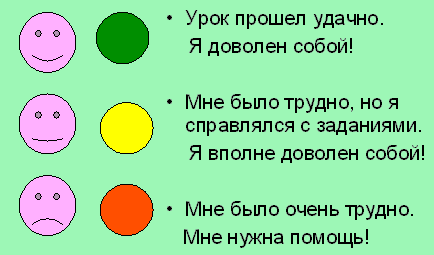 • Урок прошел удачно.
Я доволен собой!
• Мне было трудно, но я
справлялся с заданиями.
Я вполне доволен собой!
• Мне было очень трудно.
Мне нужна помощь!